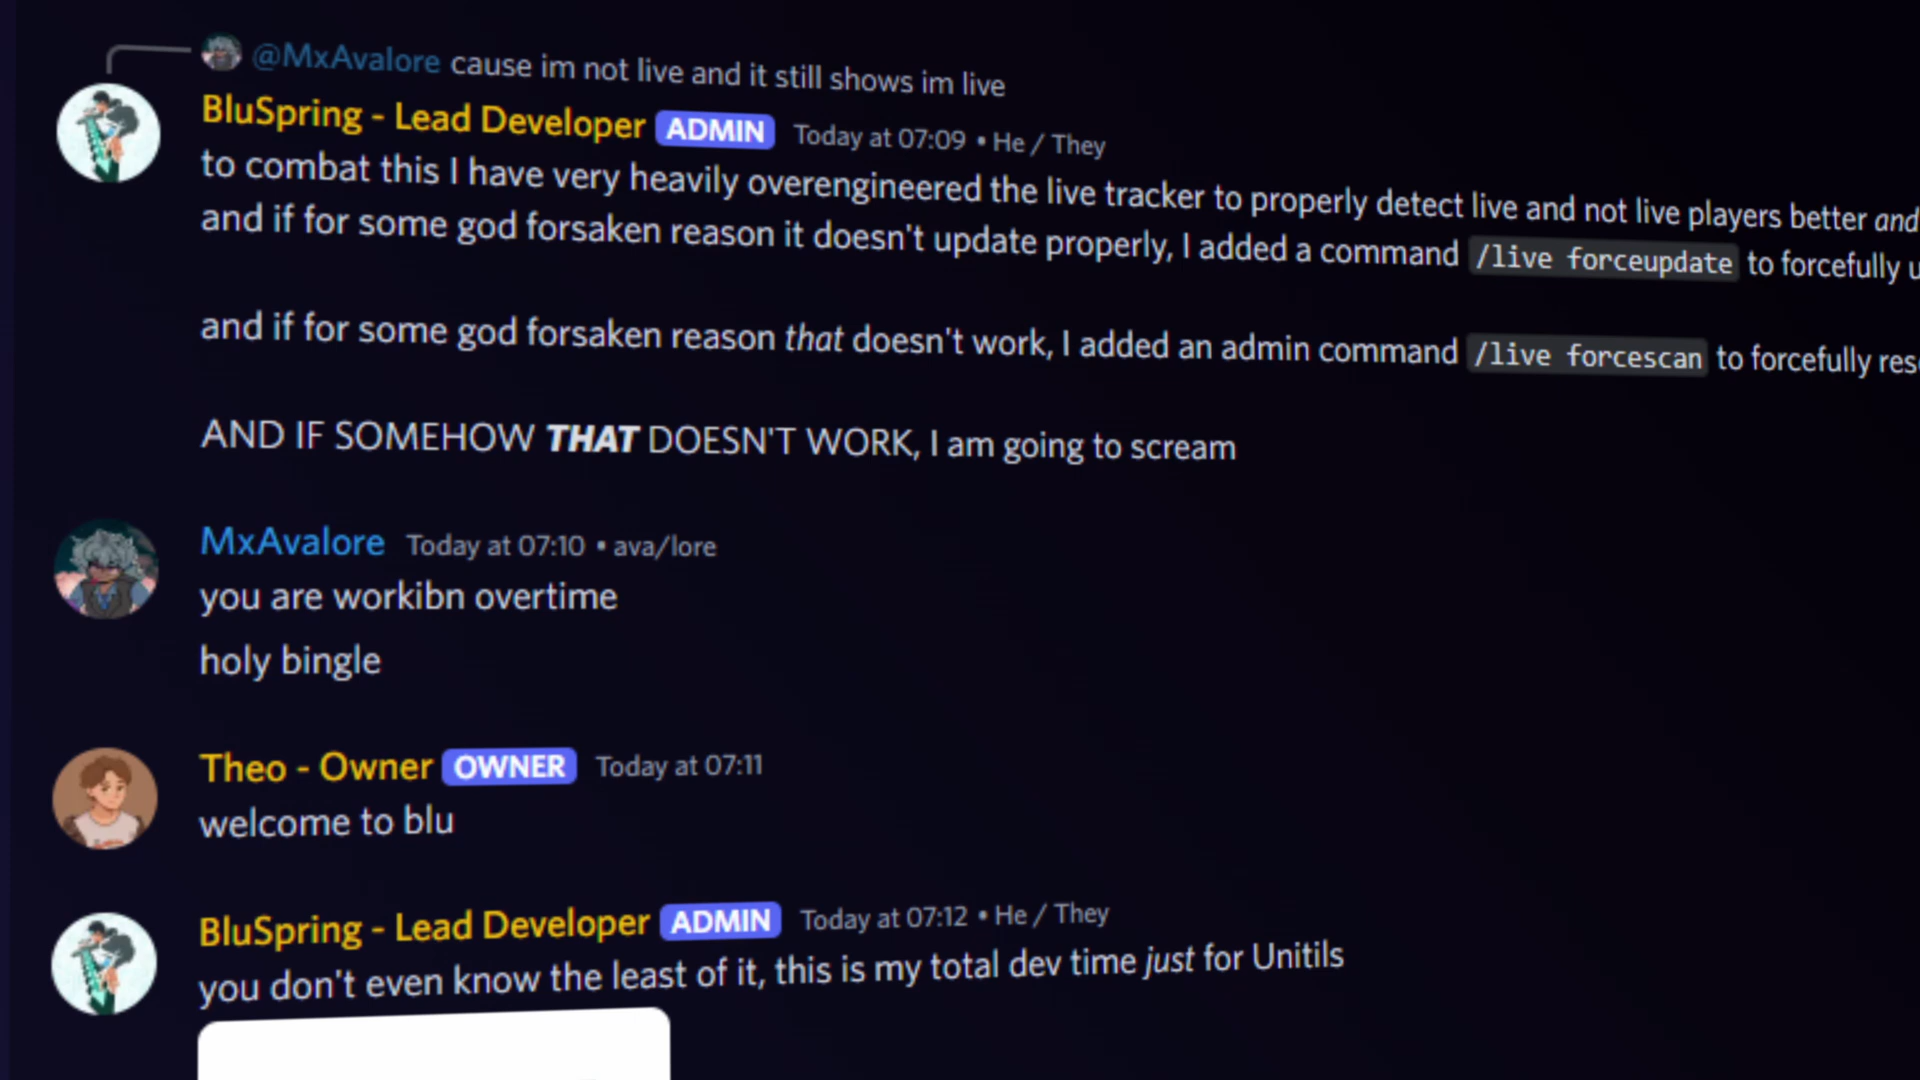 @MxAvalore cause im not live and it still shows im live
BluSpring - Lead Developer ADMIN Today at 07:09 • He / They
to combat this I have very heavily overengineered the live tracker to properly detect live and not live players better and
and if for some god forsaken reason it doesn't update properly, I added a command /live forceupdate to forcefully
and if for some god forsaken reason that doesn't work, I added an admin command /live forcescan to forcefully
AND IF SOMEHOW THAT DOESN'T WORK, I am going to scream
MxAvalore Today at 07:10 • ava/lore
you are workibn overtime
holy bingle
Theo - Owner OWNER Today at 07:11
welcome to blu
BluSpring - Lead Developer ADMIN Today at 07:12 • He / They
you don't even know the least of it, this is my total dev time just for Unitils